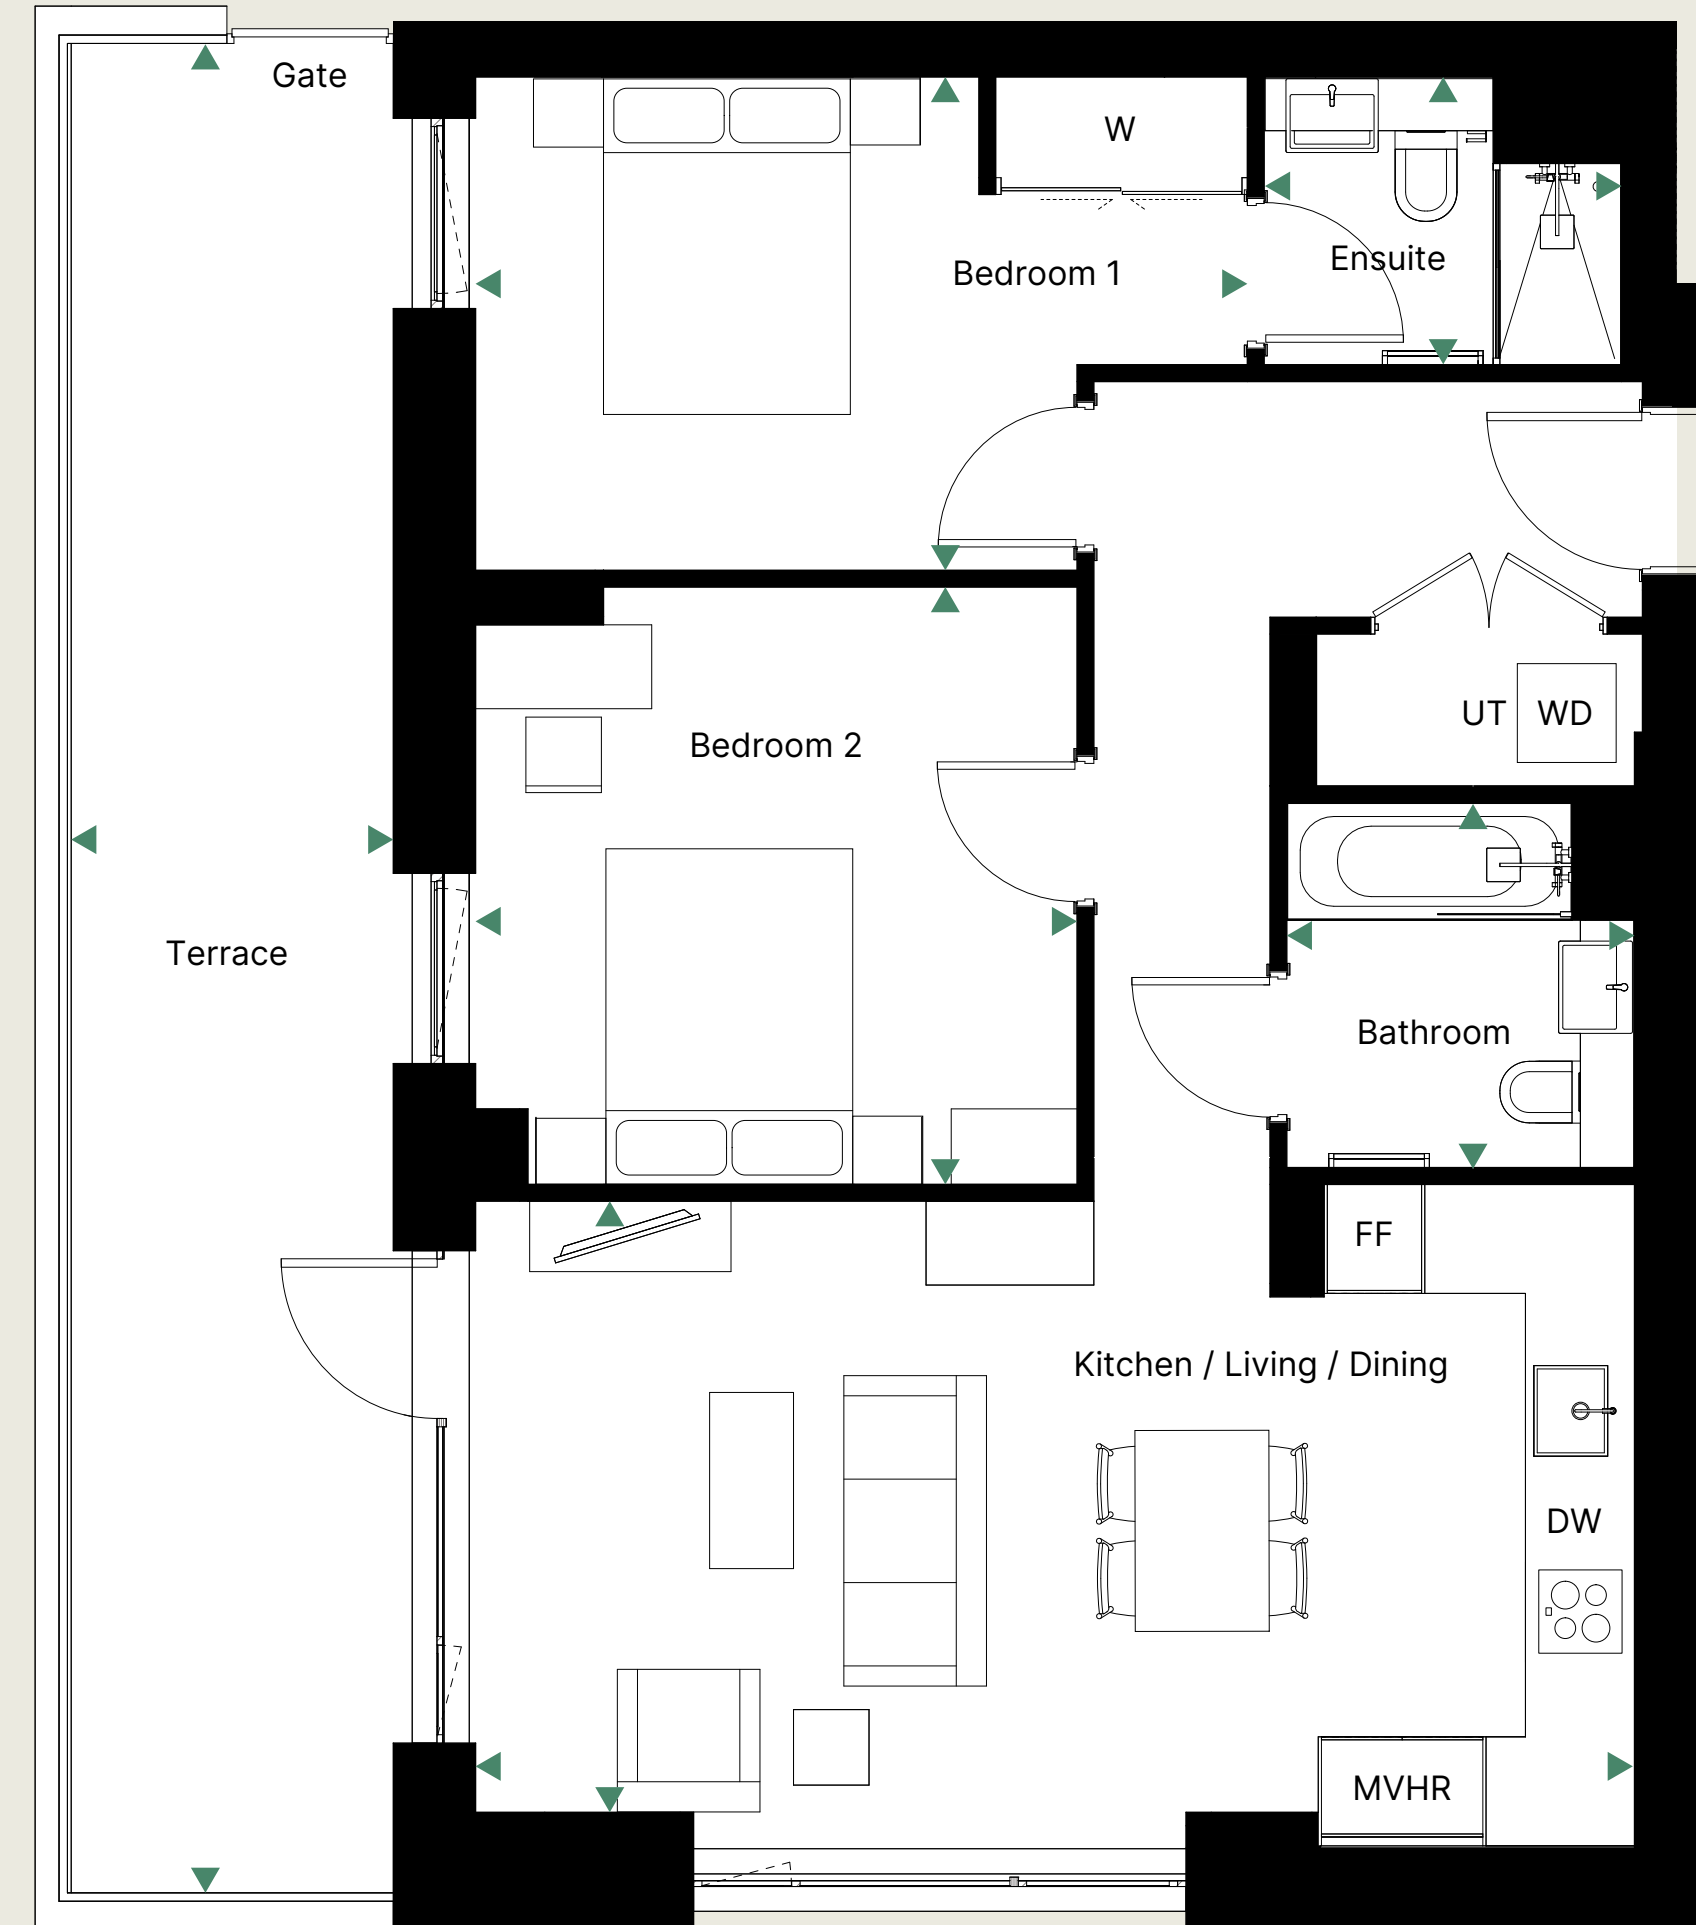 Gate
W
Ensuite
Bedroom 1
UT
WD
Bedroom 2
Terrace
Bathroom
FF
Kitchen / Living / Dining
DW
MVHR